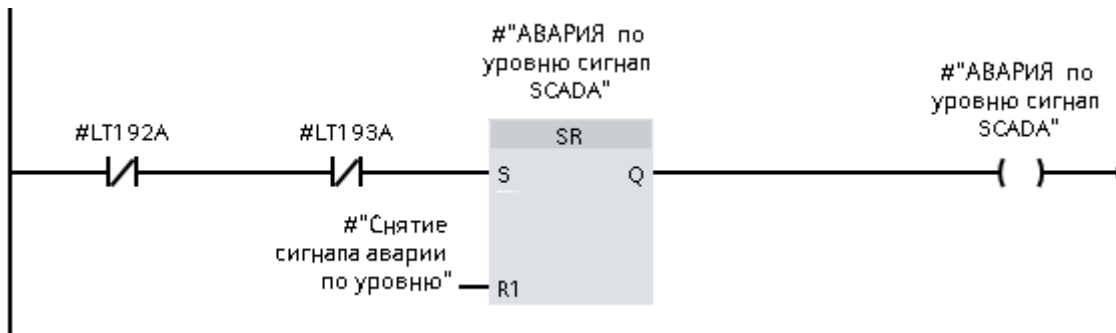 #"АВАРИЯ по
уровню сигнал
SCADA"
#"АВАРИЯ по
уровню сигнал
SCADA"
#LT192A
#LT193A
SR
S
Q
#"Снятие
сигнала аварии
по уровню"
R1